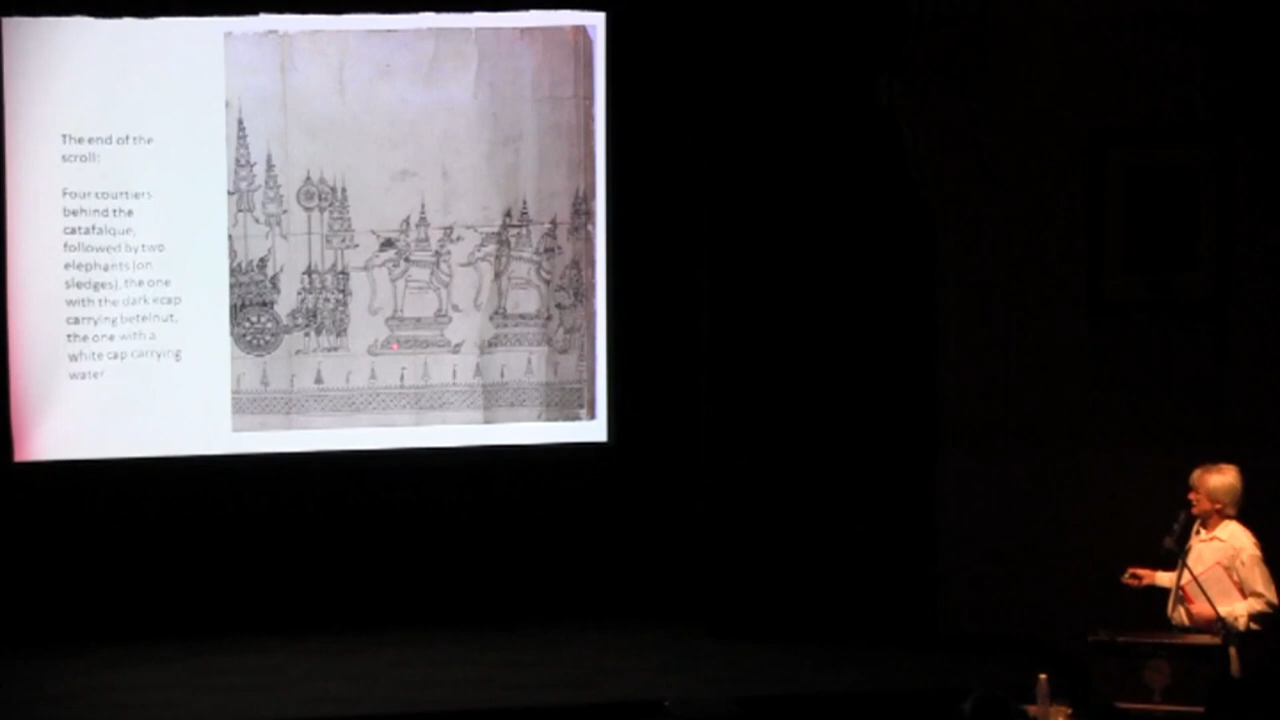 The end of the
scroll:
Four courtiers
behind the
catafalque,
followed by two
elephants (on
sledges), the one
with the dark ecap
carrying betelnut,
the one with a
white cap carrying
water